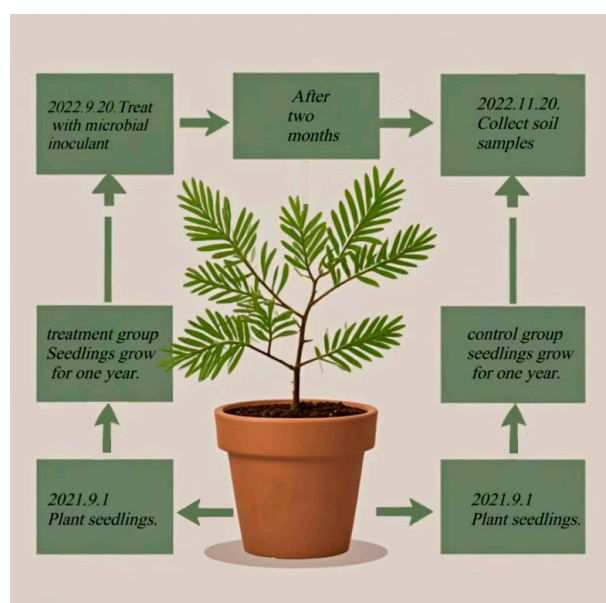 2022.9.20.Treat
with microbial
inoculant
After
two
months
2022.11.20.
Collect soil
samples
treatment group
Seedlings grow
for one year.
control group
seedlings grow
for one year.
2021.9.1
Plant seedlings.
2021.9.1
Plant seedlings.